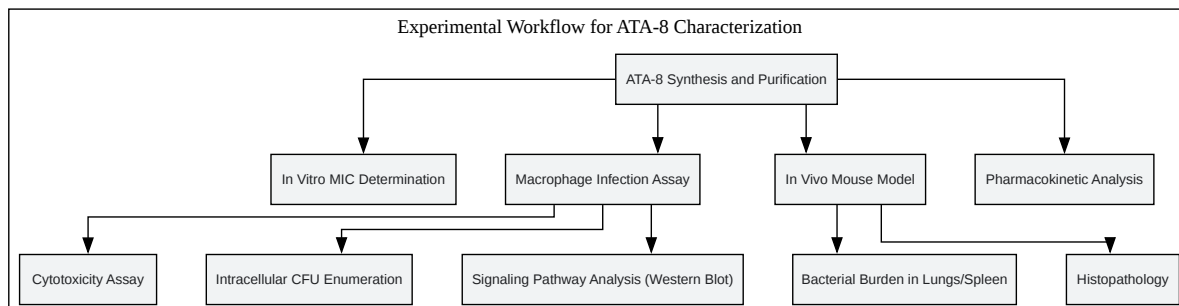 Experimental Workflow for ATA-8 Characterization
ATA-8 Synthesis and Purification
In Vitro MIC Determination
Macrophage Infection Assay
In Vivo Mouse Model
Pharmacokinetic Analysis
Cytotoxicity Assay
Intracellular CFU Enumeration
Signaling Pathway Analysis (Western Blot)
Bacterial Burden in Lungs/Spleen
Histopathology